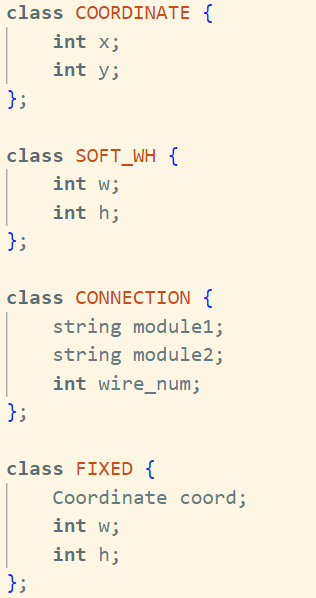 class COORDINATE {
    int x;
    int y;
};

class SOFT_WH {
    int w;
    int h;
};

class CONNECTION {
    string module1;
    string module2;
    int wire_num;
};

class FIXED {
    Coordinate coord;
    int w;
    int h;
};